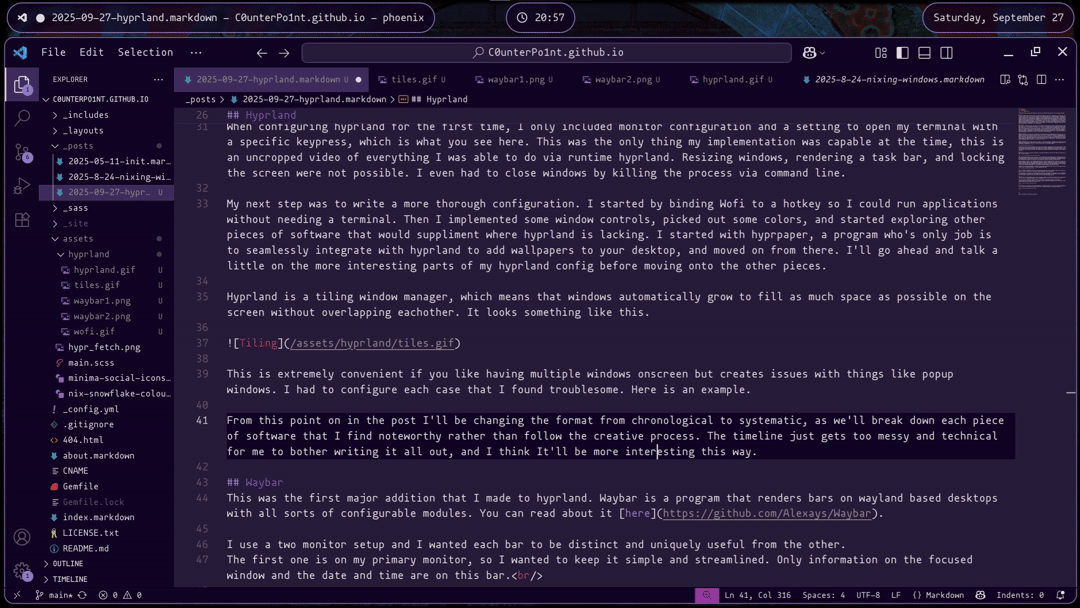 2025-09-27-hyprland.markdown - C0unterPo1nt.github.io — phoenix
20:57
Saturday, September 27
File Edit Selection ···
C0unterPo1nt.github.io
EXPLORER ···
2025-09-27-hyprland.markdown U
tiles.gif U
waybar1.png U
waybar2.png U
hyprland.gif U
2025-8-24-nixing-windows.markdown
_posts > 2025-09-27-hyprland.markdown > ## Hyprland
C0UNTERPO1NT.GITHUB.IO
_includes
_layouts
_posts
2025-05-11-init.mar...
2025-8-24-nixing-wi...
2025-09-27-hypr... U
_sass
_site
assets
hyprland
hyprland.gif U
tiles.gif U
waybar1.png U
waybar2.png U
wofi.gif U
hypr_fetch.png
main.scss
minima-social-icons...
nix-snowflake-colou...
_config.yml
.gitignore
404.html
about.markdown
CNAME
Gemfile
Gemfile.lock
index.markdown
LICENSE.txt
README.md
OUTLINE
TIMELINE
26 ## Hyprland
31 When configuring hyprland for the first time, I only included monitor configuration and a setting to open my terminal with
a specific keypress, which is what you see here. This was the only thing my implementation was capable at the time, this is
an uncropped video of everything I was able to do via runtime hyprland. Resizing windows, rendering a task bar, and locking
the screen were not possible. I even had to close windows by killing the process via command line.
32
33 My next step was to write a more thorough configuration. I started by binding Wofi to a hotkey so I could run applications
without needing a terminal. Then I implemented some window controls, picked out some colors, and started exploring other
pieces of software that would suppliment where hyprland is lacking. I started with hyprpaper, a program who's only job is
to seamlessly integrate with hyprland to add wallpapers to your desktop, and moved on from there. I'll go ahead and talk a
little on the more interesting parts of my hyprland config before moving onto the other pieces.
34
35 Hyprland is a tiling window manager, which means that windows automatically grow to fill as much space as possible on the
screen without overlapping eachother. It looks something like this.
36
37 ![Tiling](/assets/hyprland/tiles.gif)
38
39 This is extremely convenient if you like having multiple windows onscreen but creates issues with things like popup
windows. I had to configure each case that I found troublesome. Here is an example.
40
41 From this point on in the post I'll be changing the format from chronological to systematic, as we'll break down each piece
of software that I find noteworthy rather than follow the creative process. The timeline just gets too messy and technical
for me to bother writing it all out, and I think It'll be more interesting this way.
42
43 ## Waybar
44 This was the first major addition that I made to hyprland. Waybar is a program that renders bars on wayland based desktops
with all sorts of configurable modules. You can read about it [here](https://github.com/Alexays/Waybar).
45
46 I use a two monitor setup and I wanted each bar to be distinct and uniquely useful from the other.
47 The first one is on my primary monitor, so I wanted to keep it simple and streamlined. Only information on the focused
window and the date and time are on this bar.<br/>
main* 0 0 Ln 41, Col 316 Spaces: 4 UTF-8 LF {} Markdown Indents: 0